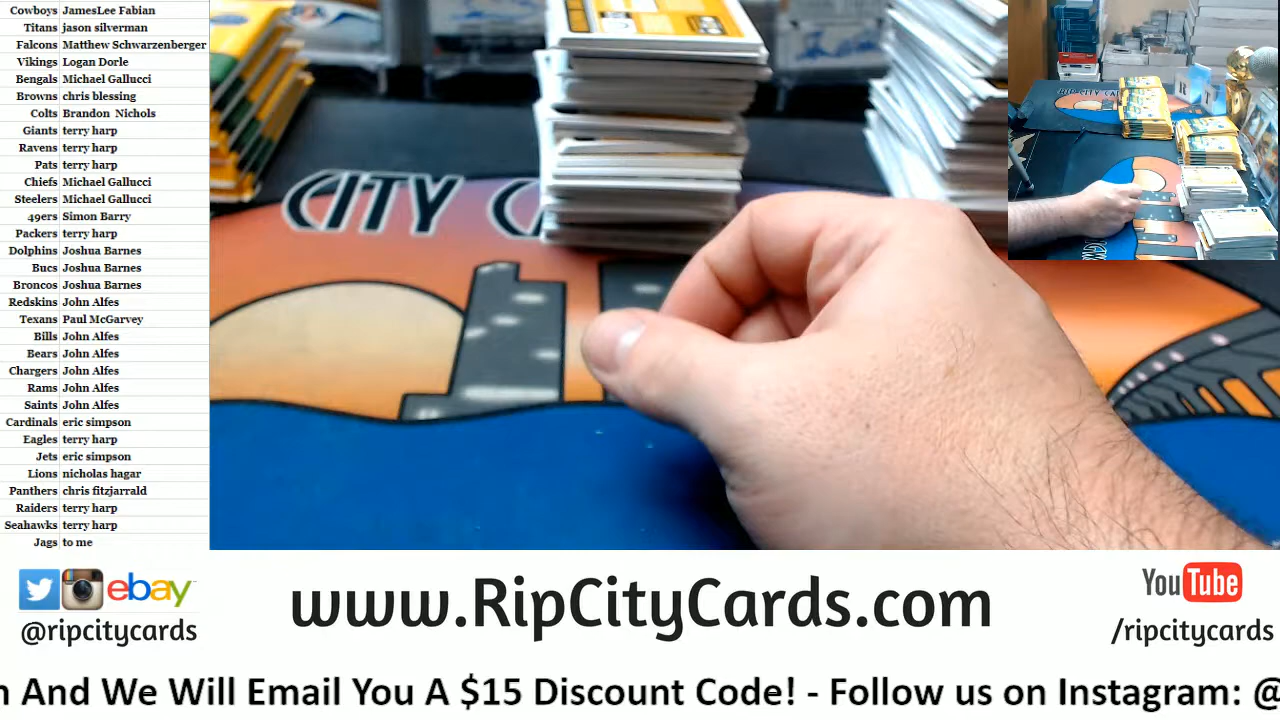 Cowboys JamesLee Fabian
Titans jason silverman
Falcons Matthew Schwarzenberger
Vikings Logan Dorle
Bengals Michael Gallucci
Browns chris blessing
Colts Brandon Nichols
Giants terry harp
Ravens terry harp
Pats terry harp
Chiefs Michael Gallucci
Steelers Michael Gallucci
49ers Simon Barry
Packers terry harp
Dolphins Joshua Barnes
Bucs Joshua Barnes
Broncos Joshua Barnes
Redskins John Alfes
Texans Paul McGarvey
Bills John Alfes
Bears John Alfes
Chargers John Alfes
Rams John Alfes
Saints John Alfes
Cardinals eric simpson
Eagles terry harp
Jets eric simpson
Lions nicholas hagar
Panthers chris fitzjarrald
Raiders terry harp
Seahawks terry harp
Jags to me
CITY C
ebay
@ripcitycards
www.RipCityCards.com
YouTube
/ripcitycards
n And We Will Email You A $15 Discount Code! - Follow us on Instagram: @